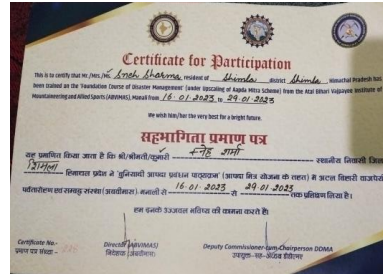 Certificate for Participation
This is to certify that Mr./Mrs./Ms. Sneh Sharma resident of Shimla district Shimla Himachal Pradesh has
been trained on the 'Foundation Course of Disaster Management' (under Upscaling of Aapda Mitra Scheme) from the Atal Bihari Vajpayee Institute of
Mountaineering and Allied Sports (ABVIMAS), Manali from 16-01-2023 to 29-01-2023
We wish him/her the very best for a bright future.
सहभागिता प्रमाण पत्र
यह प्रमाणित किया जाता है कि श्री/श्रीमती/कुमारी स्नेह शर्मा स्थानीय निवासी जिला
शिमला हिमाचल प्रदेश ने 'बुनियादी आपदा प्रबंधन पाठ्यक्रम' (आपदा मित्र योजना के तहत) में अटल बिहारी वाजपेयी
पर्वतारोहण एवं सम्बद्ध संस्था (अबवीमास) मनाली से 16-01-2023 से 29-01-2023 तक प्रशिक्षण लिया है।
हम इनके उज्जवल भविष्य की कामना करते हैं।
Certificate No.-
प्रमाण पत्र संख्या -
Director (ABVIMAS)
निदेशक (अबवीमास)
Deputy Commissioner-cum-Chairperson DDMA
उपायुक्त-सह-अध्यक्ष डीडीएमए